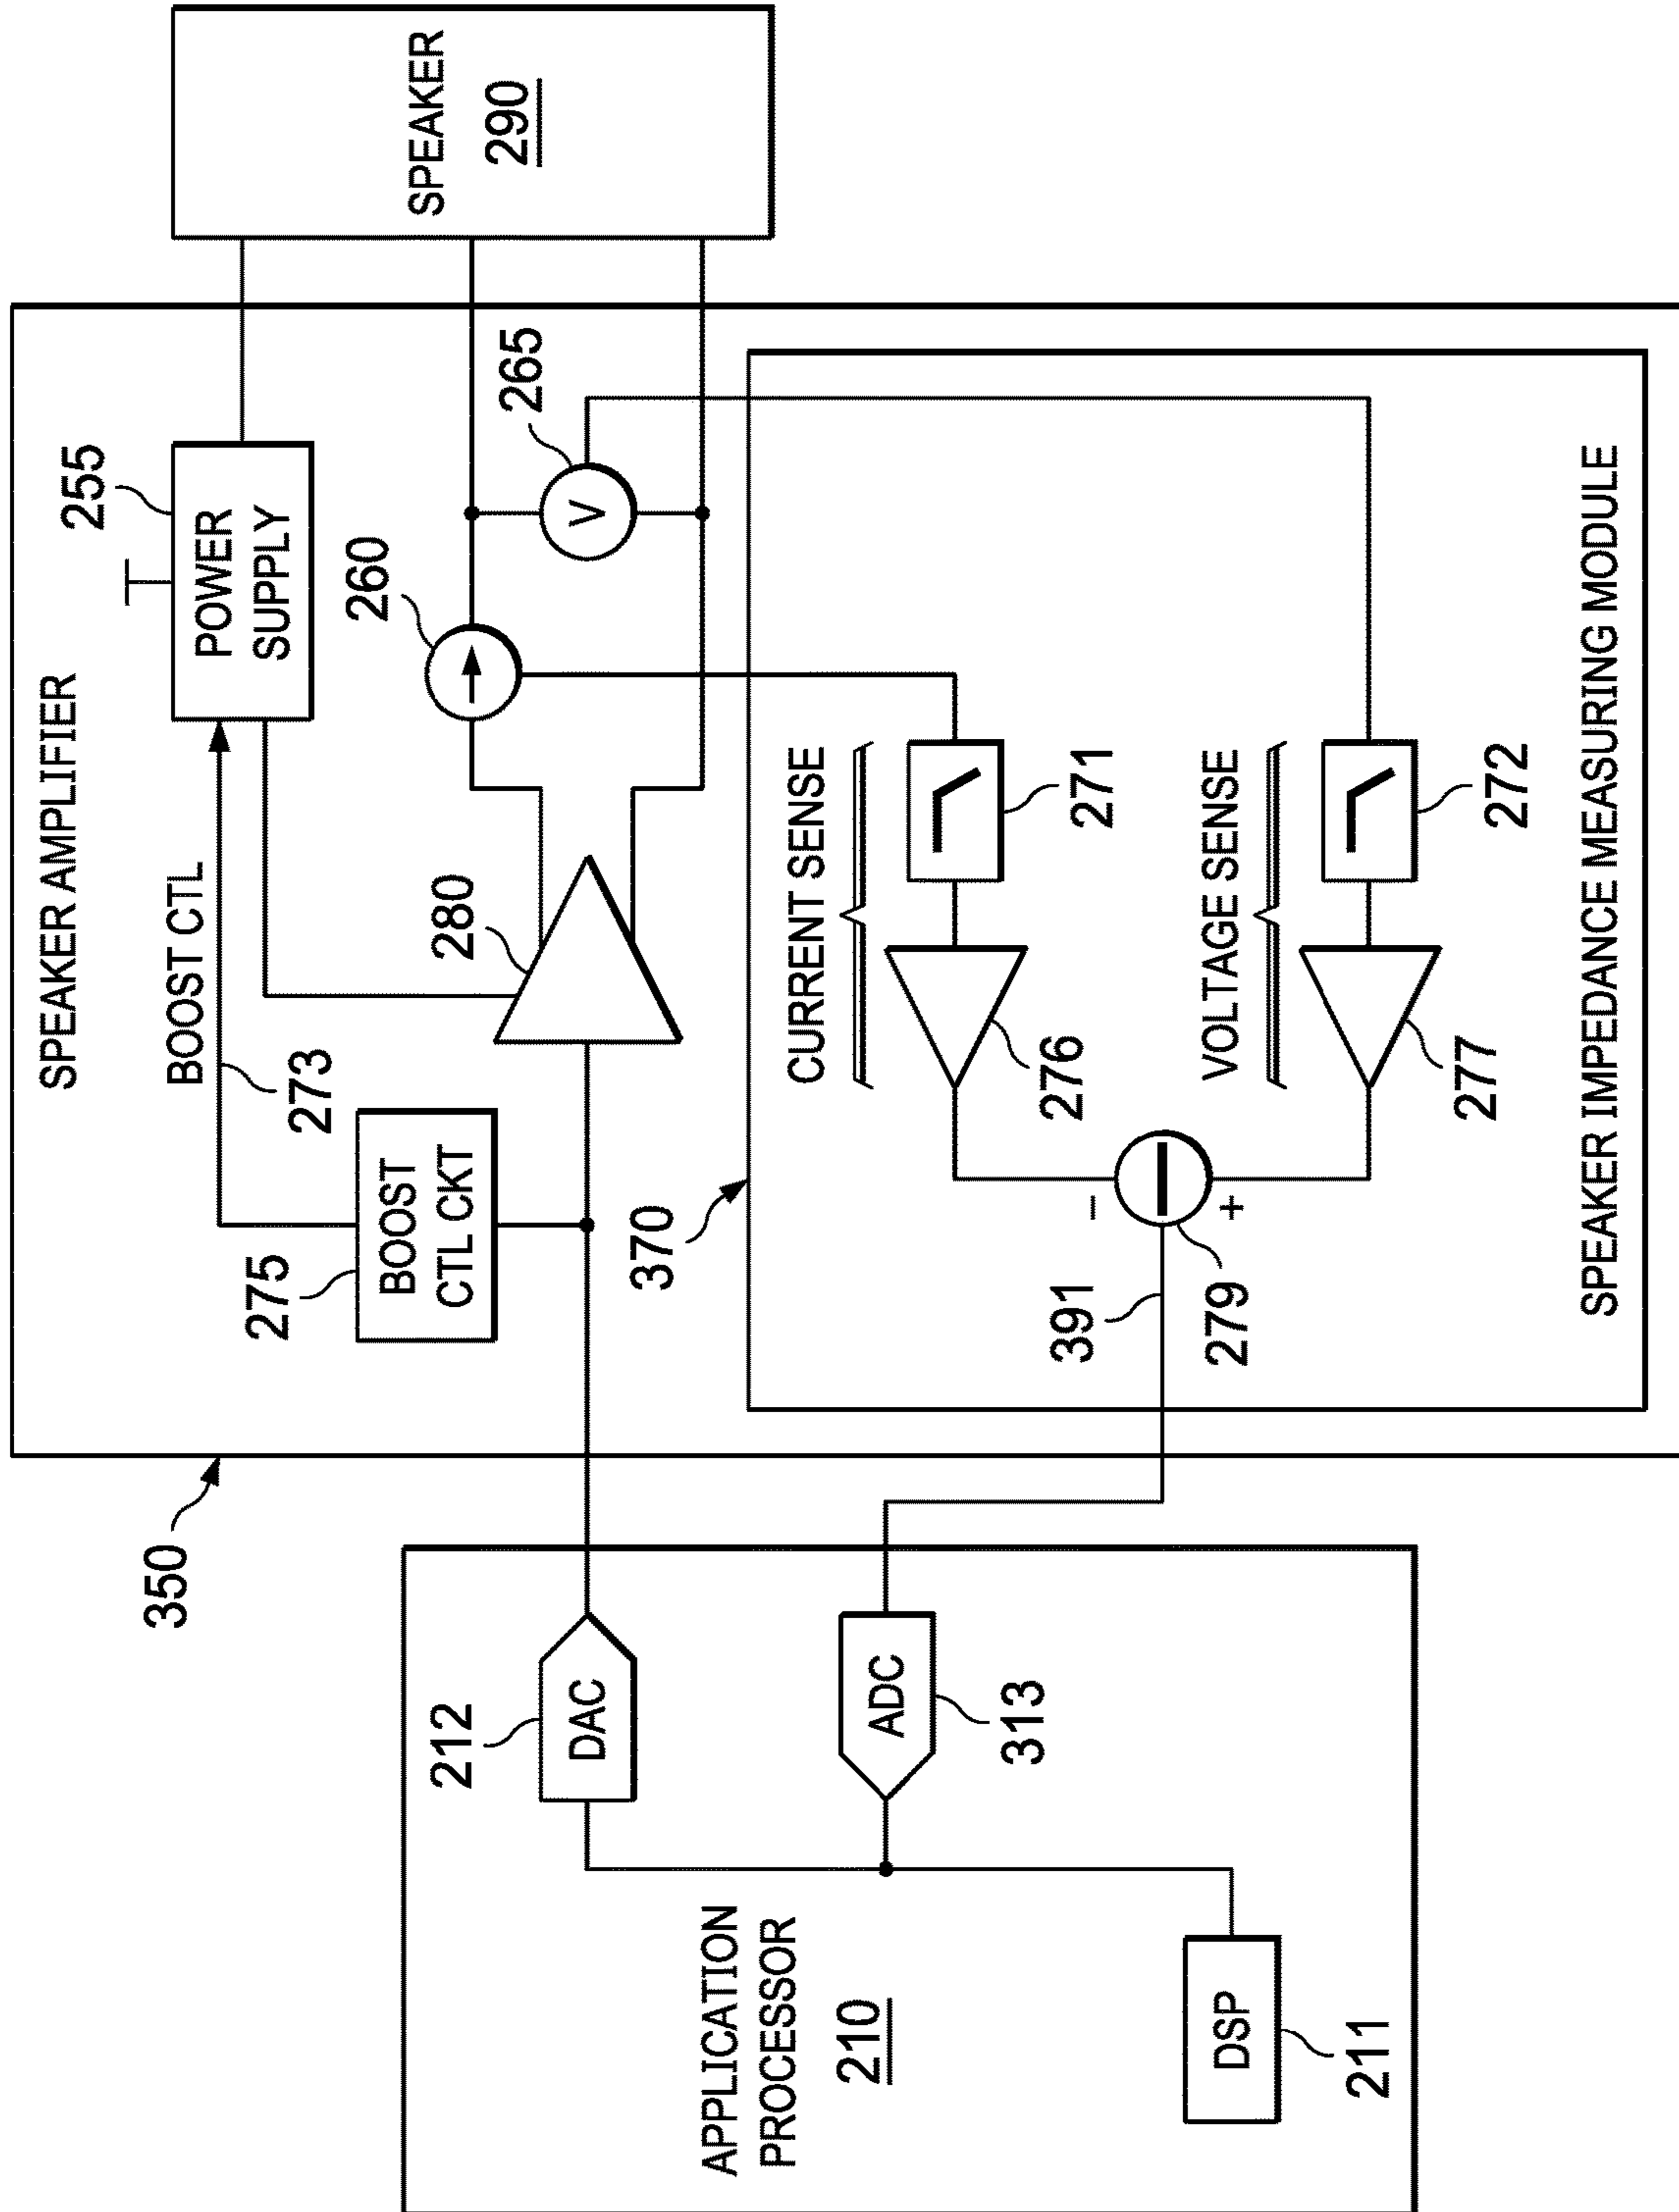 350
SPEAKER AMPLIFIER
BOOST CTL
273
255
POWER
SUPPLY
275
BOOST
CTL CKT
280
260
265
V
SPEAKER
290
212
DAC
APPLICATION
PROCESSOR
210
ADC
313
DSP
211
370
CURRENT SENSE
271
276
-
391
279
+
VOLTAGE SENSE
272
277
SPEAKER IMPEDANCE MEASURING MODULE